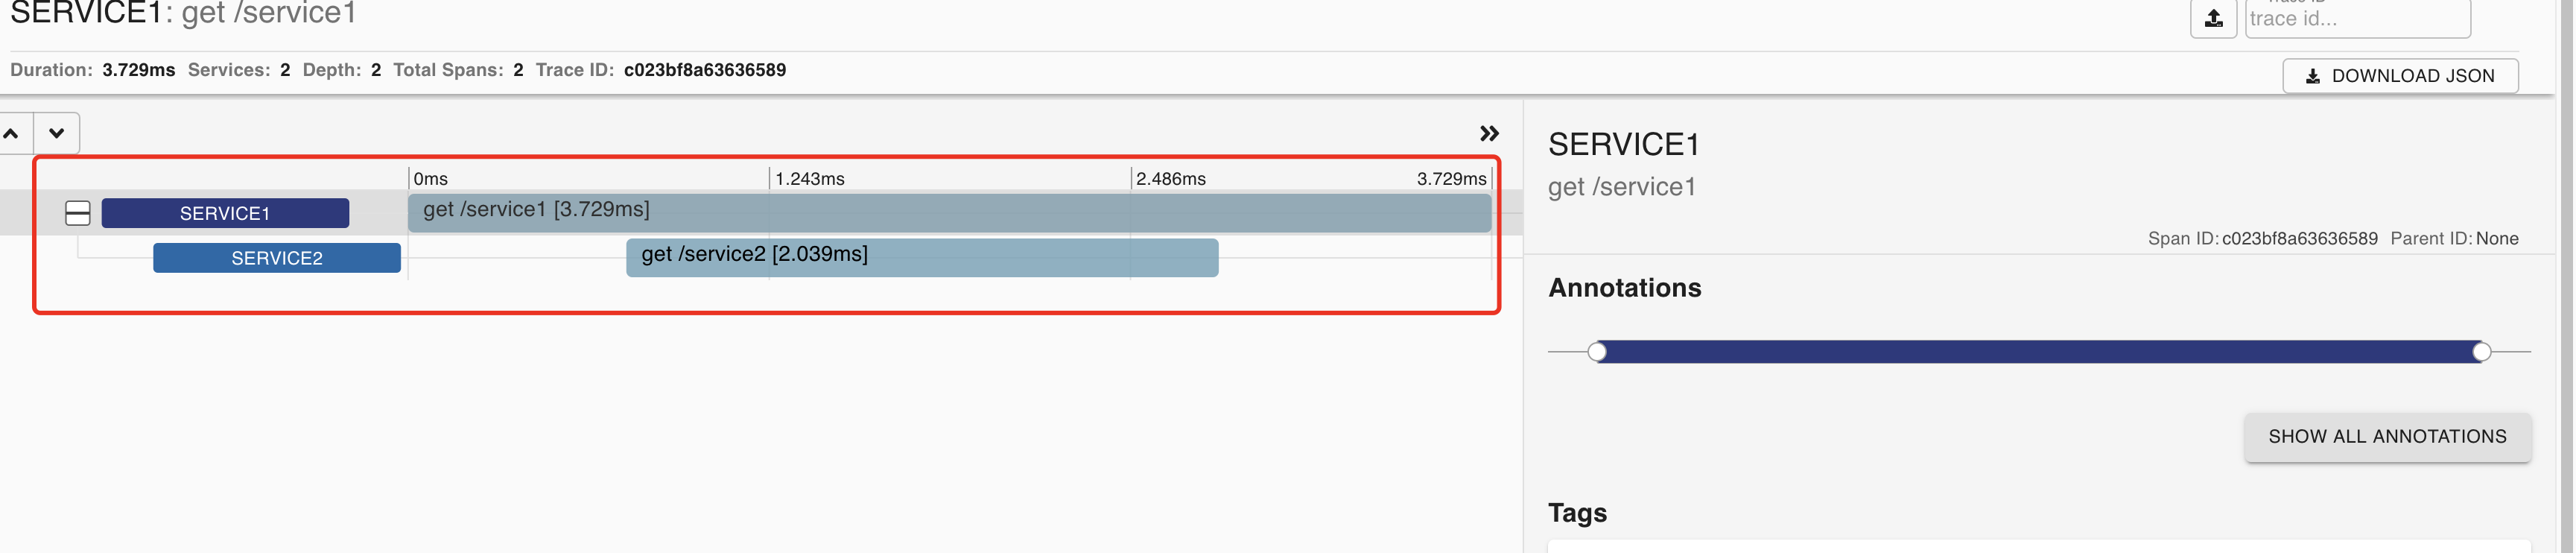 SERVICE1: get /service1
trace id...
Duration: 3.729ms Services: 2 Depth: 2 Total Spans: 2 Trace ID: c023bf8a63636589
DOWNLOAD JSON
0ms 1.243ms 2.486ms 3.729ms
SERVICE1 get /service1 [3.729ms]
SERVICE2 get /service2 [2.039ms]
SERVICE1
get /service1
Span ID: c023bf8a63636589 Parent ID: None
Annotations
SHOW ALL ANNOTATIONS
Tags